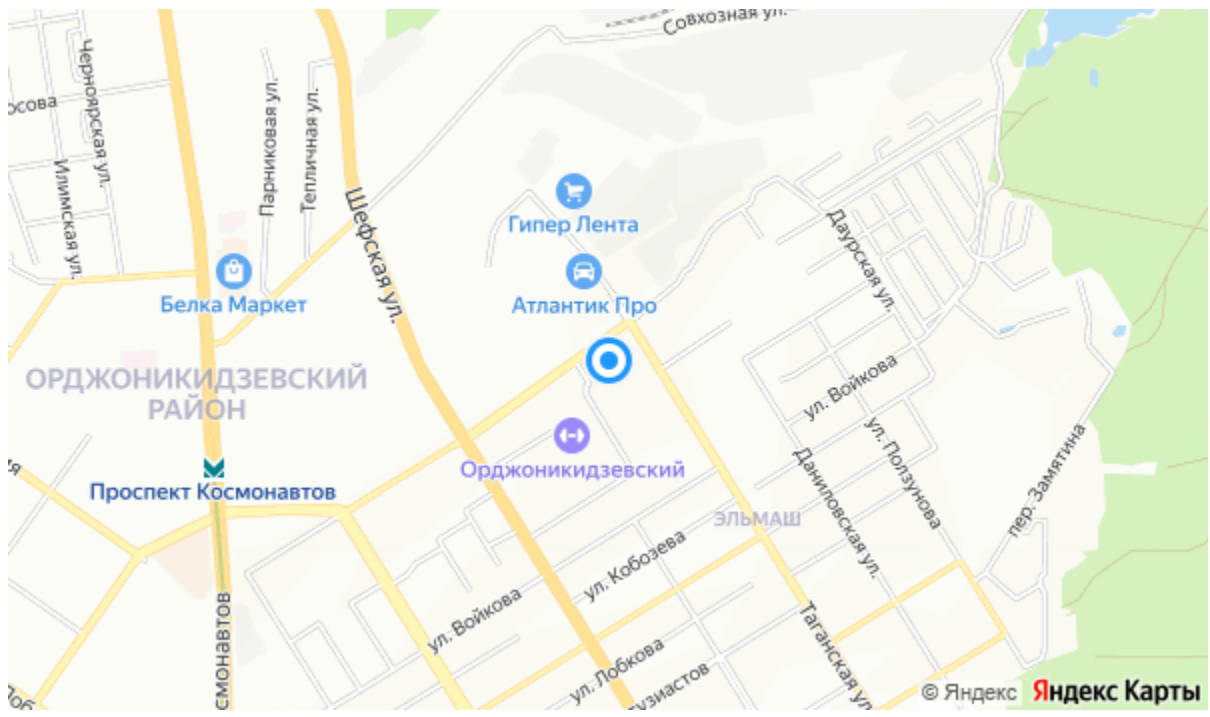 Совхозная ул.
Черноярская ул.
осова
Илимская ул.
Парниковая ул.
Тепличная ул.
Шефская ул.
Гипер Лента
Белка Маркет
Атлантик Про
Даурская ул.
ОРДЖОНИКИДЗЕВСКИЙ
РАЙОН
ул. Войкова
Орджоникидзевский
Проспект Космонавтов
ул. Ползунова
Даниловская ул.
пер. Замятина
ЭЛЬМАШ
ул. Кобозева
ул. Войкова
смонавтов
ул. Лобкова
тузиастов
Таганская ул.
© Яндекс Яндекс Карты